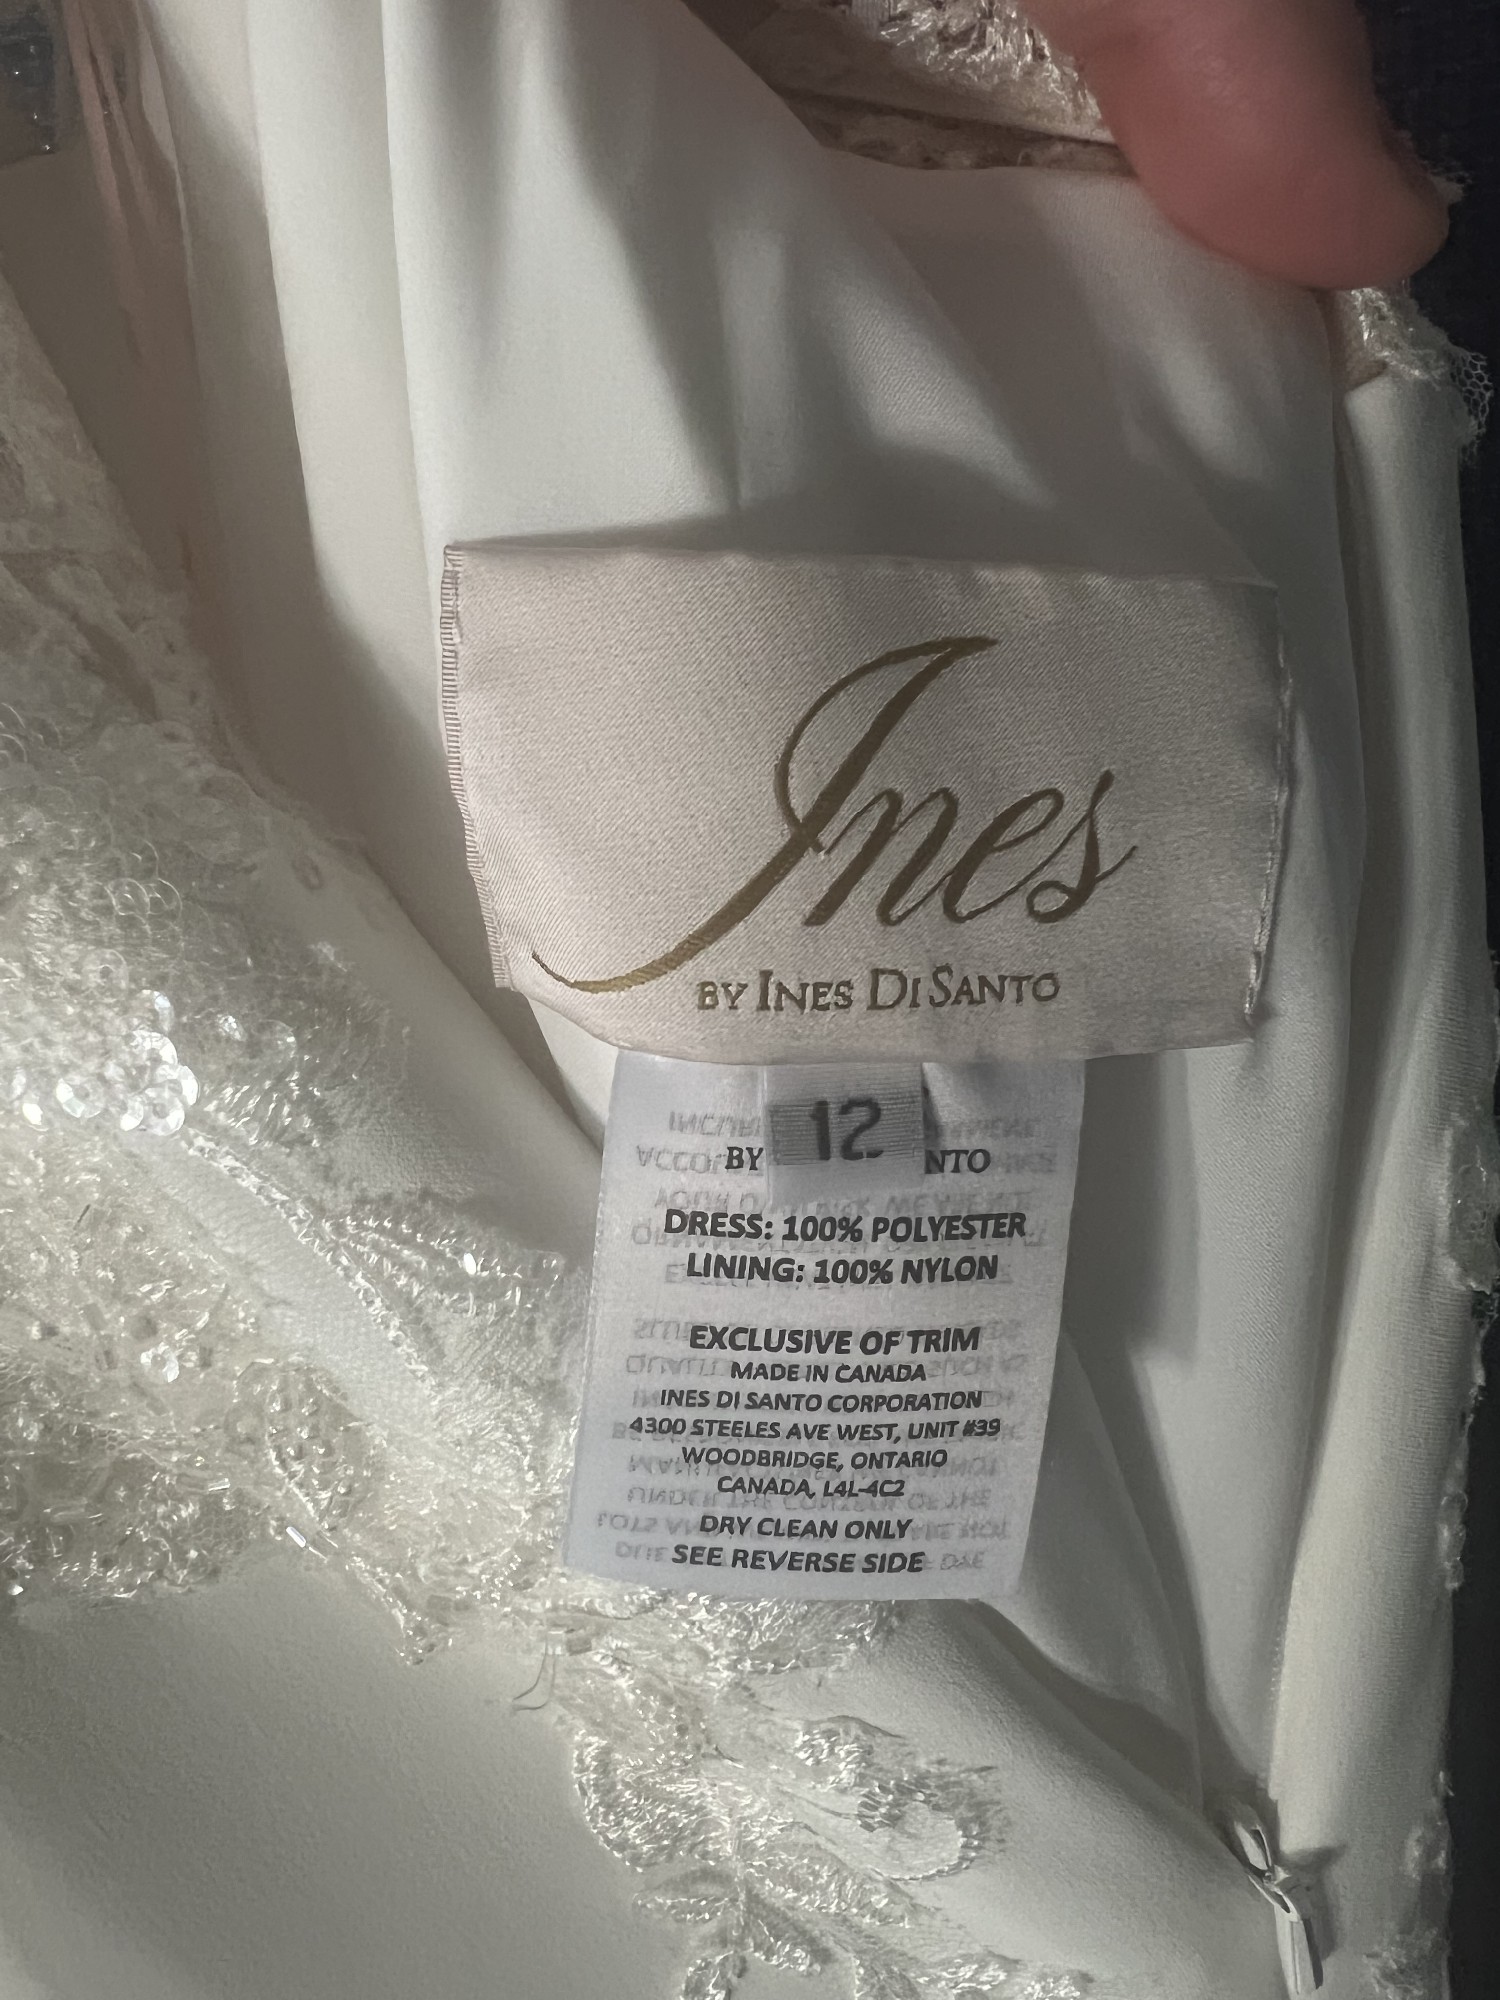 Ines
BY INES DI SANTO
12
BY NTO
DRESS: 100% POLYESTER
LINING: 100% NYLON
EXCLUSIVE OF TRIM
MADE IN CANADA
INES DI SANTO CORPORATION
4300 STEELES AVE WEST, UNIT #39
WOODBRIDGE, ONTARIO
CANADA, L4L-4C2
DRY CLEAN ONLY
SEE REVERSE SIDE